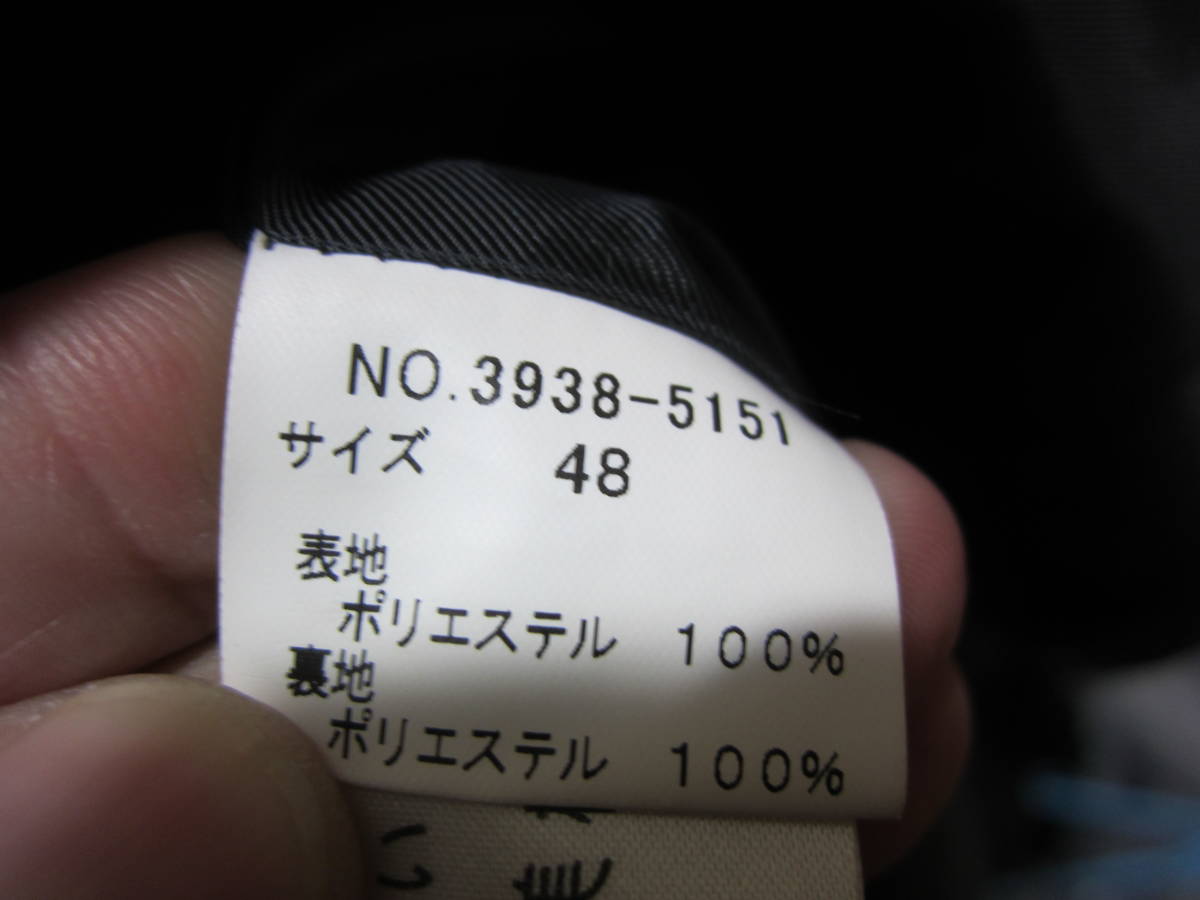 NO.3938-5151
サイズ 48
表地
ポリエステル 100%
裏地
ポリエステル 100%